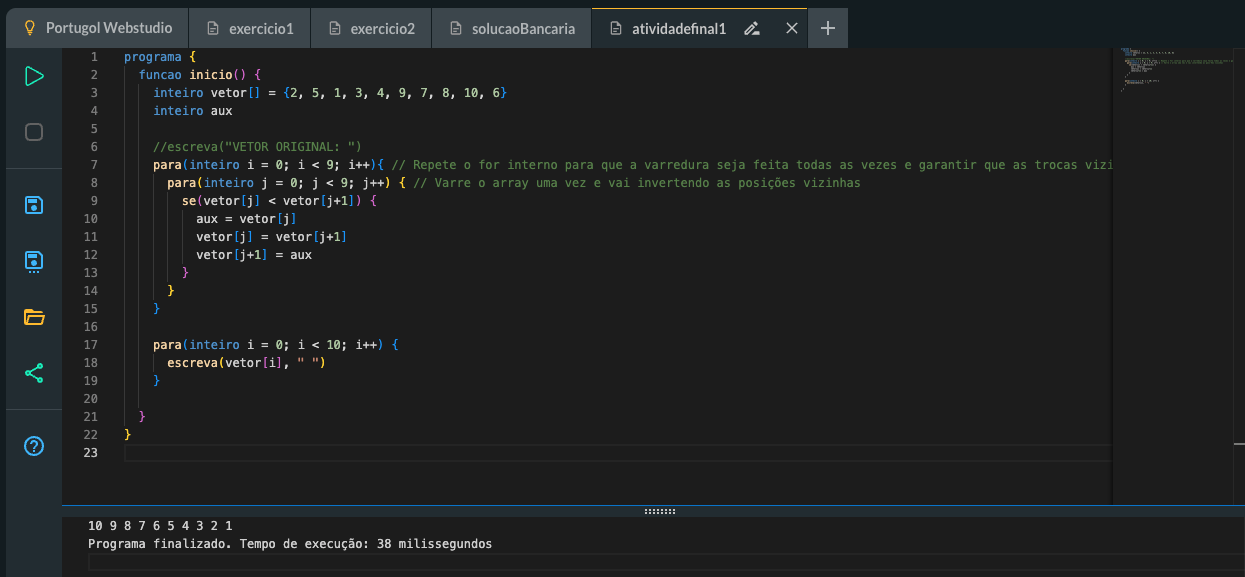 Portugol Webstudio exercicio1 exercicio2 solucaoBancaria atividadefinal1
1 programa {
2 funcao inicio() {
3 inteiro vetor[] = {2, 5, 1, 3, 4, 9, 7, 8, 10, 6}
4 inteiro aux
5
6 //escreva("VETOR ORIGINAL: ")
7 para(inteiro i = 0; i < 9; i++){ // Repete o for interno para que a varredura seja feita todas as vezes e garantir que as trocas vizi
8 para(inteiro j = 0; j < 9; j++) { // Varre o array uma vez e vai invertendo as posições vizinhas
9 se(vetor[j] < vetor[j+1]) {
10 aux = vetor[j]
11 vetor[j] = vetor[j+1]
12 vetor[j+1] = aux
13 }
14 }
15 }
16
17 para(inteiro i = 0; i < 10; i++) {
18 escreva(vetor[i], " ")
19 }
20
21 }
22 }
23
10 9 8 7 6 5 4 3 2 1
Programa finalizado. Tempo de execução: 38 milissegundos